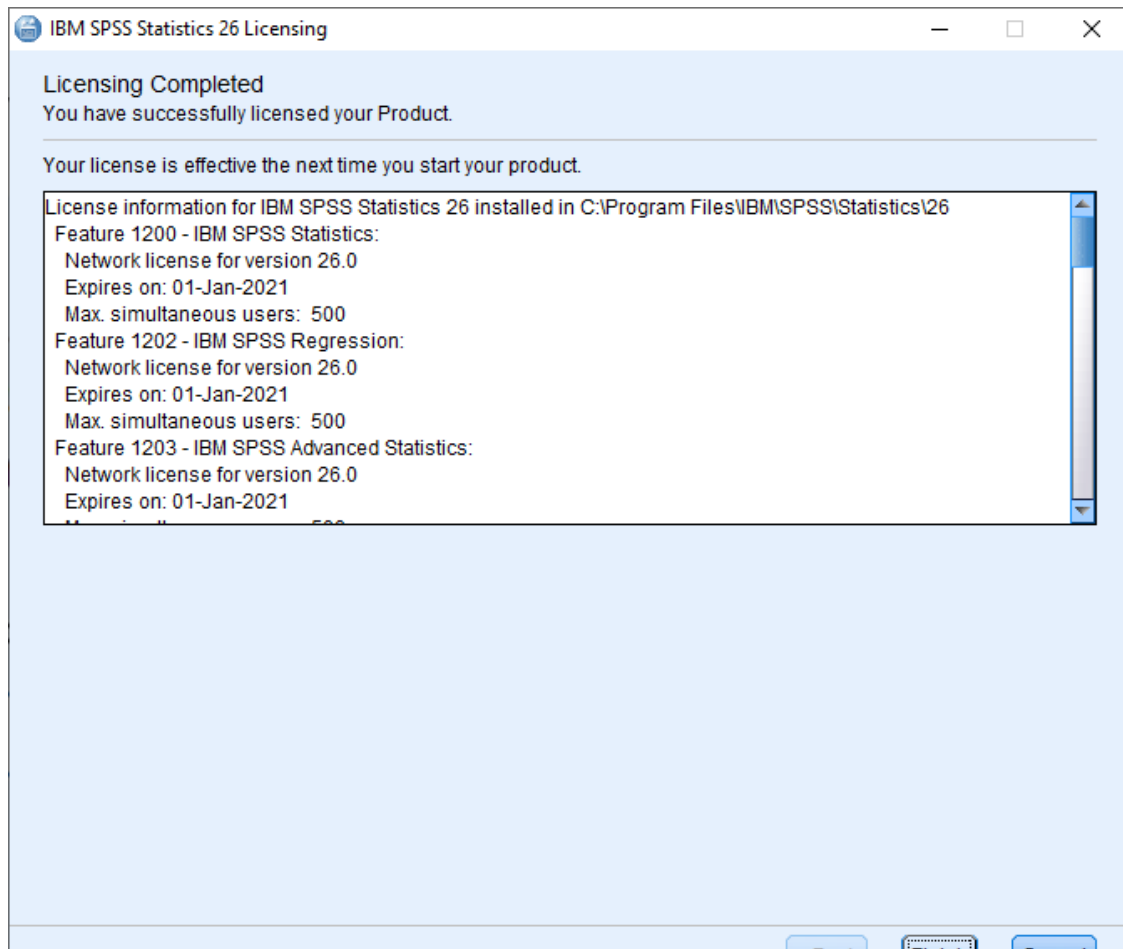 IBM SPSS Statistics 26 Licensing
Licensing Completed
You have successfully licensed your Product.
Your license is effective the next time you start your product.
License information for IBM SPSS Statistics 26 installed in C:\Program Files\IBM\SPSS\Statistics\26
Feature 1200 - IBM SPSS Statistics:
Network license for version 26.0
Expires on: 01-Jan-2021
Max. simultaneous users: 500
Feature 1202 - IBM SPSS Regression:
Network license for version 26.0
Expires on: 01-Jan-2021
Max. simultaneous users: 500
Feature 1203 - IBM SPSS Advanced Statistics:
Network license for version 26.0
Expires on: 01-Jan-2021